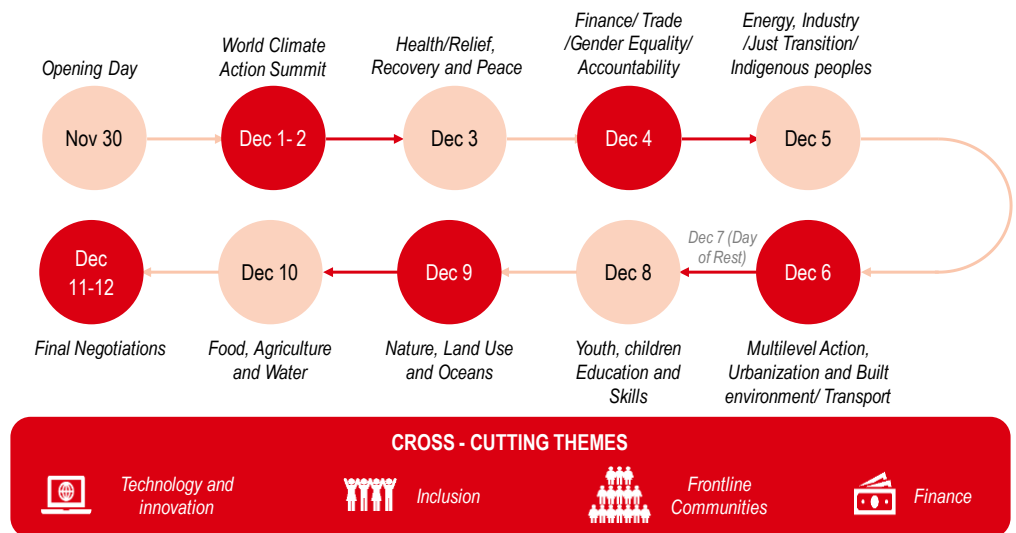 Opening Day
World Climate
Action Summit
Health/Relief,
Recovery and Peace
Finance/ Trade
/Gender Equality/
Accountability
Energy, Industry
/Just Transition/
Indigenous peoples
Nov 30
Dec 1- 2
Dec 3
Dec 4
Dec 5
Dec 7 (Day
of Rest)
Dec
11-12
Dec 10
Dec 9
Dec 8
Dec 6
Final Negotiations
Food, Agriculture
and Water
Nature, Land Use
and Oceans
Youth, children
Education and
Skills
Multilevel Action,
Urbanization and Built
environment/ Transport
CROSS - CUTTING THEMES
Technology and
innovation
Inclusion
Frontline
Communities
Finance